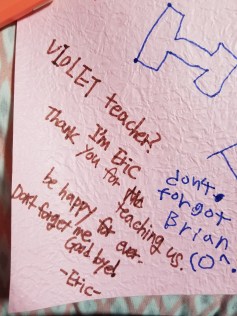 VIOLET teacher?
I'm Eric
Thank you for the teaching us.
be happy for ever.
Don't forget me,
Good bye!
-Eric-
don't
forgot
Brian
(O^.